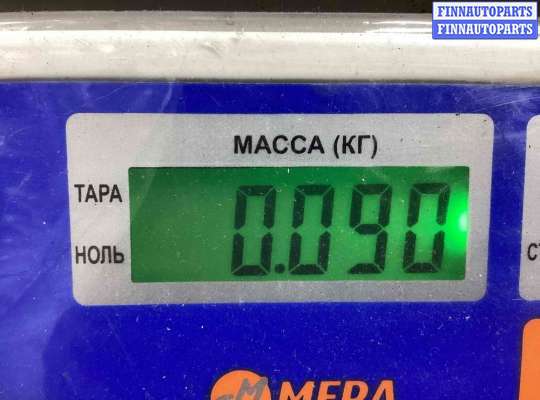 FINNAUTOPARTS
FINNAUTOPARTS
МАССА (КГ)
ТАРА
0.090
НОЛЬ
МЕРА